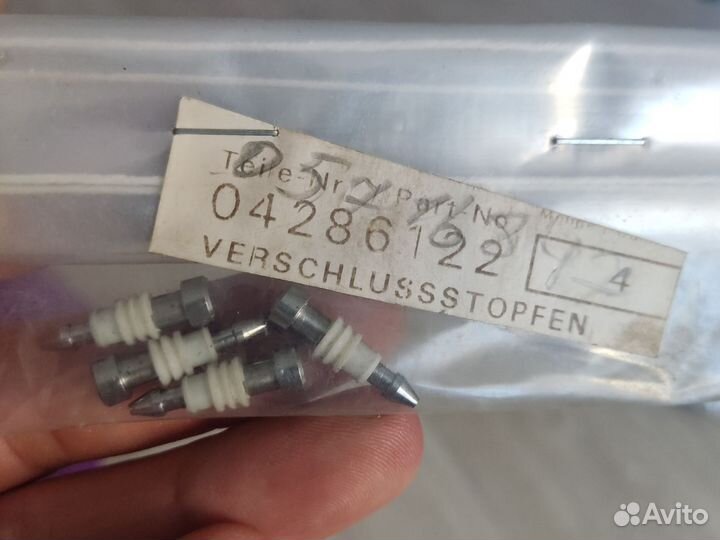 Teile-Nr. / Part-No.
04286122
4
VERSCHLUSSSTOPFEN
Avito